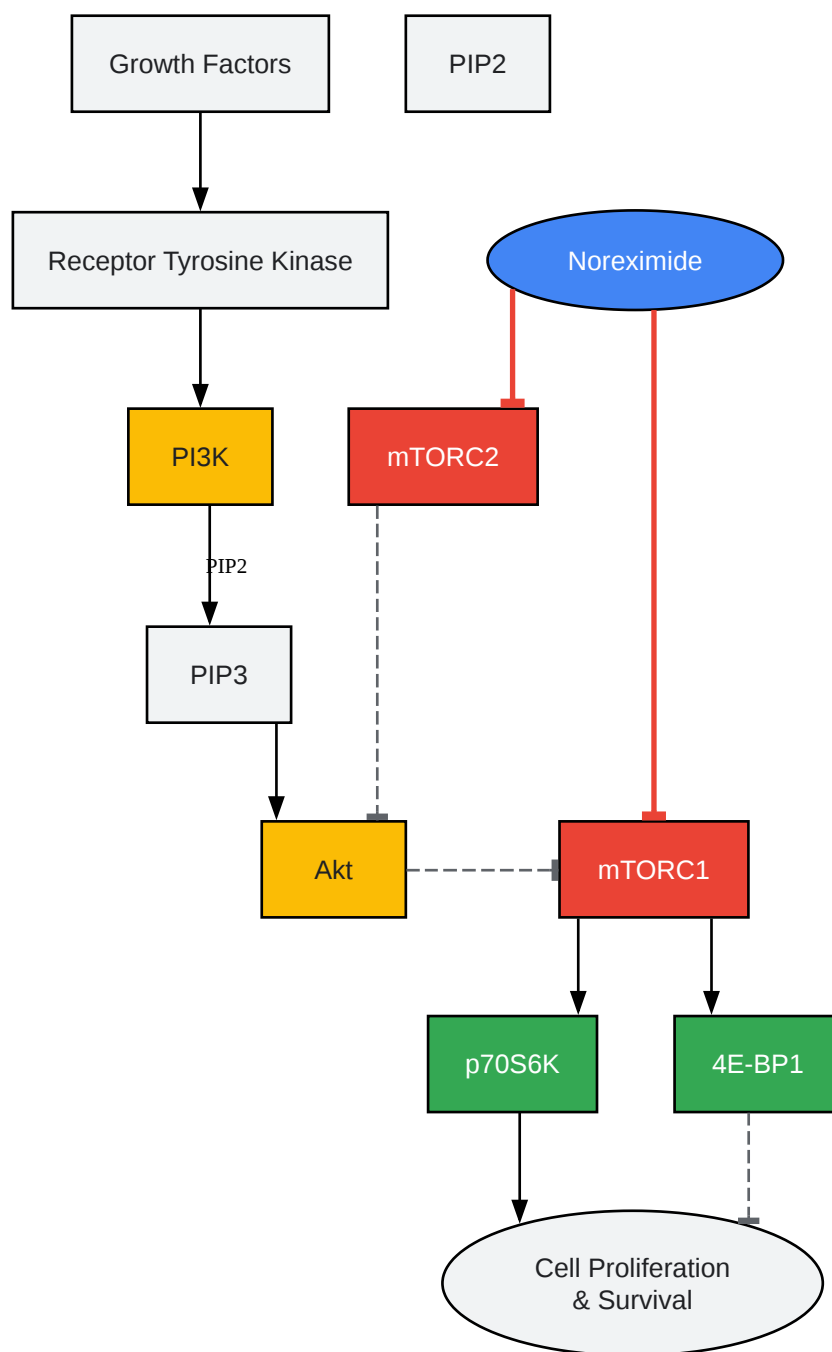 Growth Factors
PIP2
Receptor Tyrosine Kinase
Noreximide
PI3K
mTORC2
PIP2
PIP3
Akt
mTORC1
p70S6K
4E-BP1
Cell Proliferation
& Survival